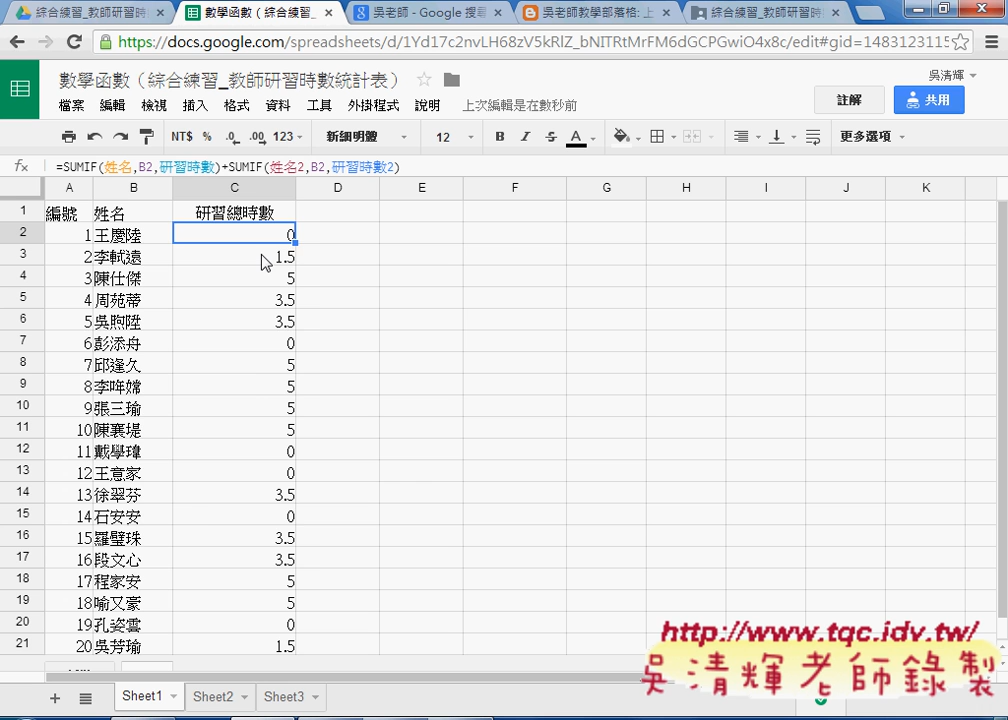 綜合練習_教師研習時
數學函數（綜合練習_
吳老師 - Google 搜尋
吳老師教學部落格: 上
綜合練習_教師研習時
https://docs.google.com/spreadsheets/d/1Yd17c2nvLH68zV5kRlZ_bNITRtMrFM6dGCPGwiO4x8c/edit#gid=1483123115
數學函數（綜合練習_教師研習時數統計表）
吳清輝
檔案 編輯 檢視 插入 格式 資料 工具 外掛程式 說明 上次編輯是在數秒前
註解 共用
NT$ % .0 .00 123 新細明體 12 B I S A 更多選項
fx =SUMIF(姓名,B2,研習時數)+SUMIF(姓名2,B2,研習時數2)
A B C D E F G H I J K
1 編號 姓名 研習總時數
2 1 王慶陸 0
3 2 李軾遠 1.5
4 3 陳仕傑 5
5 4 周苑蒂 3.5
6 5 吳煦陞 3.5
7 6 彭添舟 0
8 7 邱逢久 5
9 8 李哖嫦 5
10 9 張三瑜 5
11 10 陳襄堤 5
12 11 戴學瑋 0
13 12 王意家 0
14 13 徐翠芬 3.5
15 14 石安安 0
16 15 羅璧珠 3.5
17 16 段文心 3.5
18 17 程家安 5
19 18 喻又豪 5
20 19 孔姿雲 0
21 20 吳芳瑜 1.5
http://www.tqc.idv.tw/
吳清輝老師錄製
Sheet1 Sheet2 Sheet3